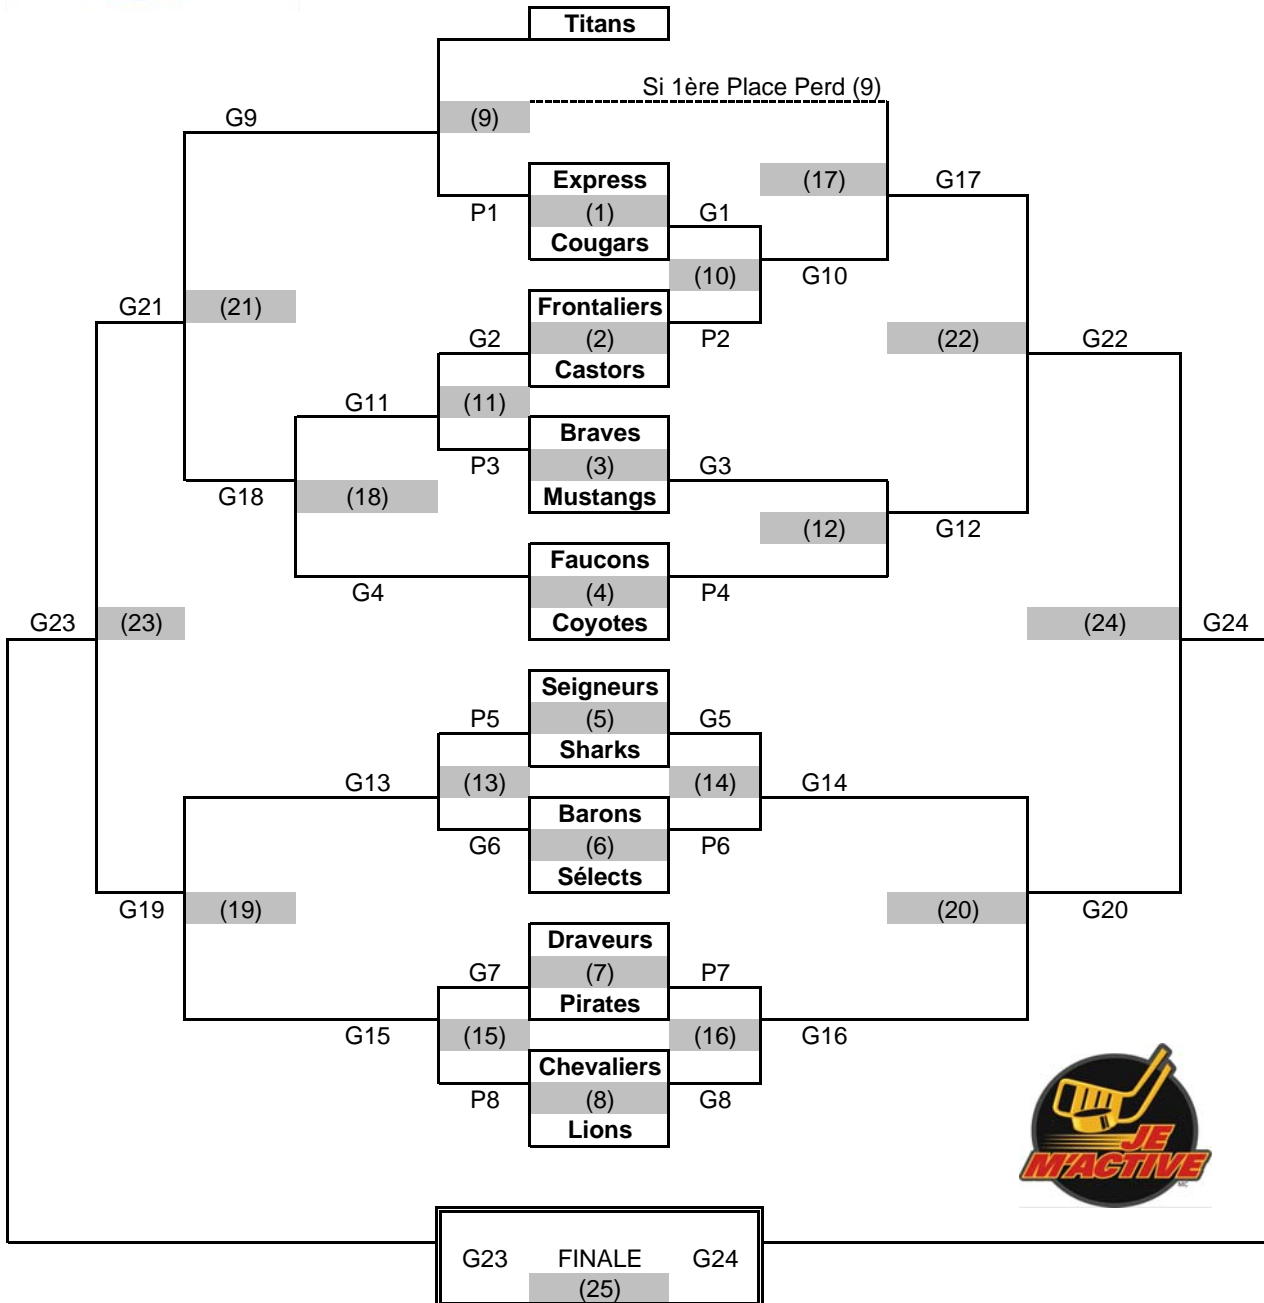 Titans
Si 1ère Place Perd (9)
G9
(9)
Express
(17)
G17
P1
(1)
G1
Cougars
(10)
G10
G21
(21)
Frontaliers
G2
(2)
P2
(22)
G22
Castors
G11
(11)
Braves
P3
(3)
G3
G18
(18)
Mustangs
(12)
G12
Faucons
G4
(4)
P4
G23
(23)
Coyotes
(24)
G24
Seigneurs
P5
(5)
G5
Sharks
G13
(13)
(14)
G14
Barons
G6
(6)
P6
Sélects
G19
(19)
(20)
G20
Draveurs
G7
(7)
P7
Pirates
G15
(15)
(16)
G16
Chevaliers
P8
(8)
G8
Lions
JE
M'ACTIVE
MC
G23 FINALE G24
(25)